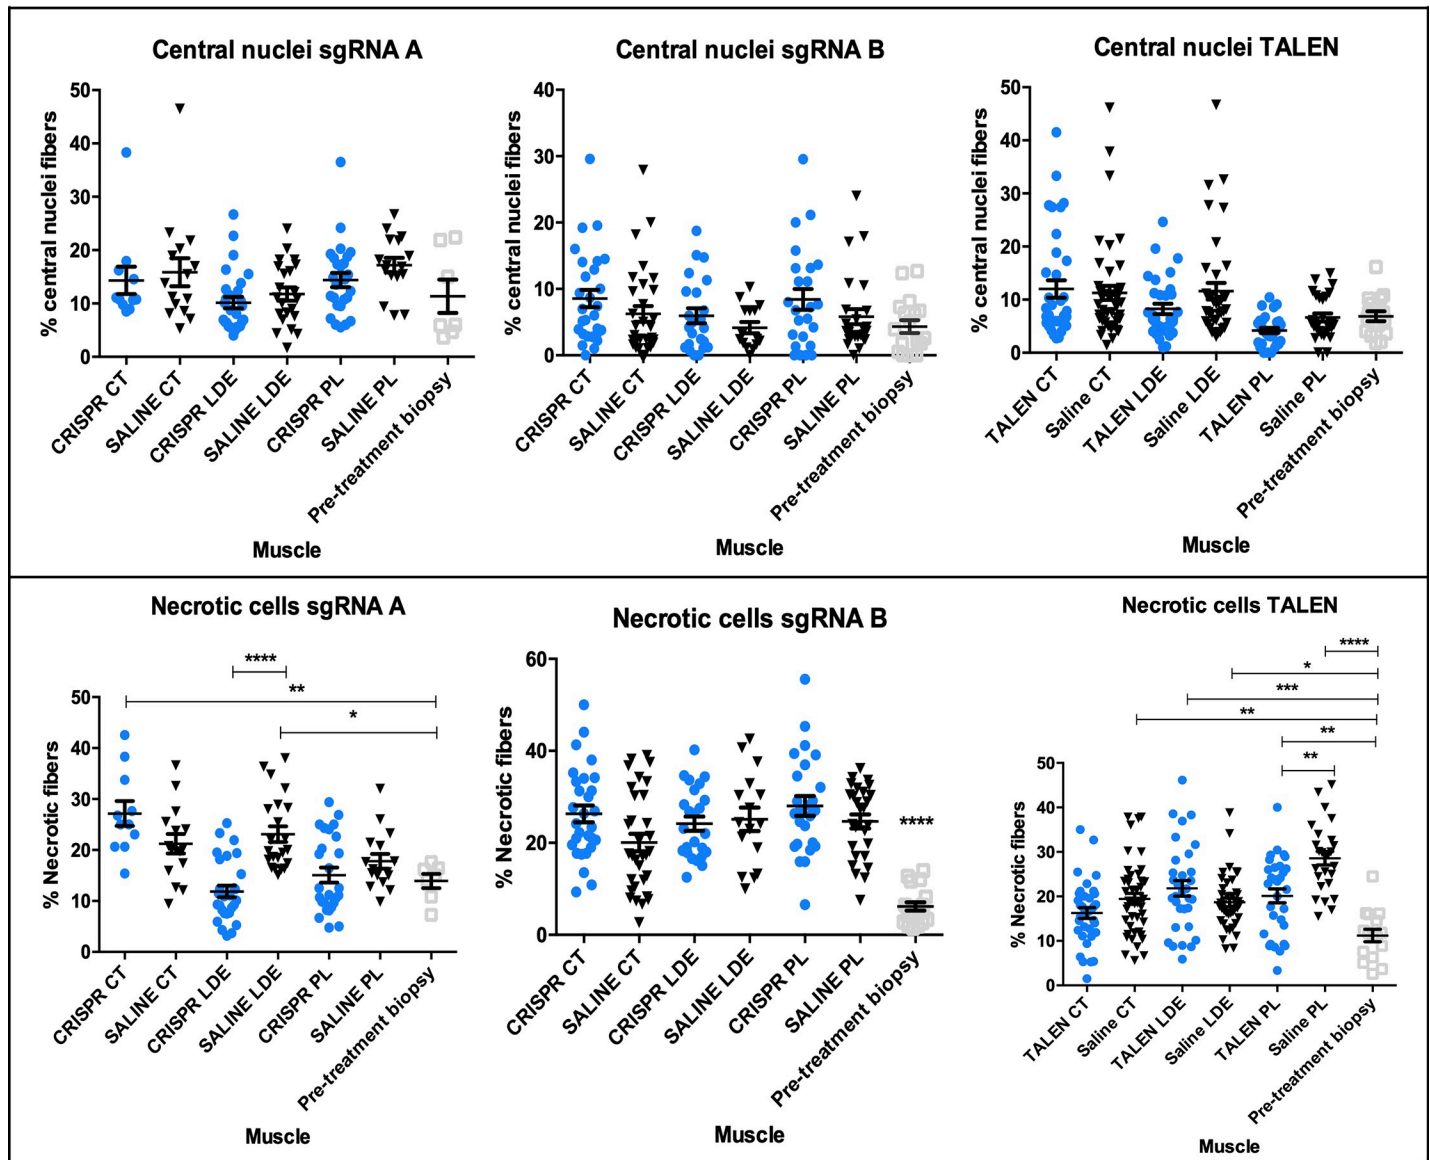 Central nuclei sgRNA A
% central nuclei fibers
50
40
30
20
10
0
CRISPR CT
SALINE CT
CRISPR LDE
SALINE LDE
CRISPR PL
SALINE PL
Pre-treatment biopsy
Muscle
Central nuclei sgRNA B
% central nuclei fibers
40
30
20
10
0
CRISPR CT
SALINE CT
CRISPR LDE
SALINE LDE
CRISPR PL
SALINE PL
Pre-treatment biopsy
Muscle
Central nuclei TALEN
% central nuclei fibers
50
40
30
20
10
0
TALEN CT
Saline CT
TALEN LDE
Saline LDE
TALEN PL
Saline PL
Pre-treatment biopsy
Muscle
Necrotic cells sgRNA A
****
**
*
% Necrotic fibers
50
40
30
20
10
0
CRISPR CT
SALINE CT
CRISPR LDE
SALINE LDE
CRISPR PL
SALINE PL
Pre-treatment biopsy
Muscle
Necrotic cells sgRNA B
% Necrotic fibers
60
40
20
0
****
CRISPR CT
SALINE CT
CRISPR LDE
SALINE LDE
CRISPR PL
SALINE PL
Pre-treatment biopsy
Muscle
Necrotic cells TALEN
****
*
***
**
**
**
% Necrotic fibers
50
40
30
20
10
0
TALEN CT
Saline CT
TALEN LDE
Saline LDE
TALEN PL
Saline PL
Pre-treatment biopsy
Muscle